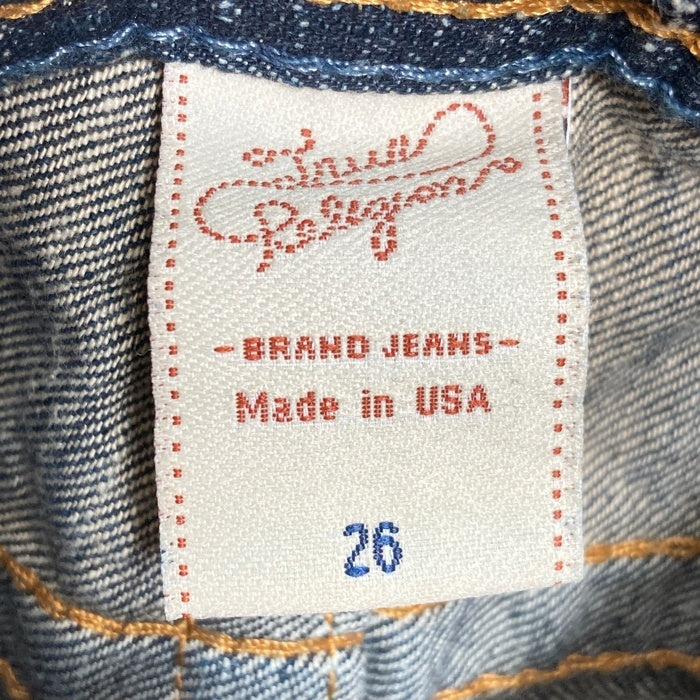 True
Religion
-BRAND JEANS-
Made in USA
26